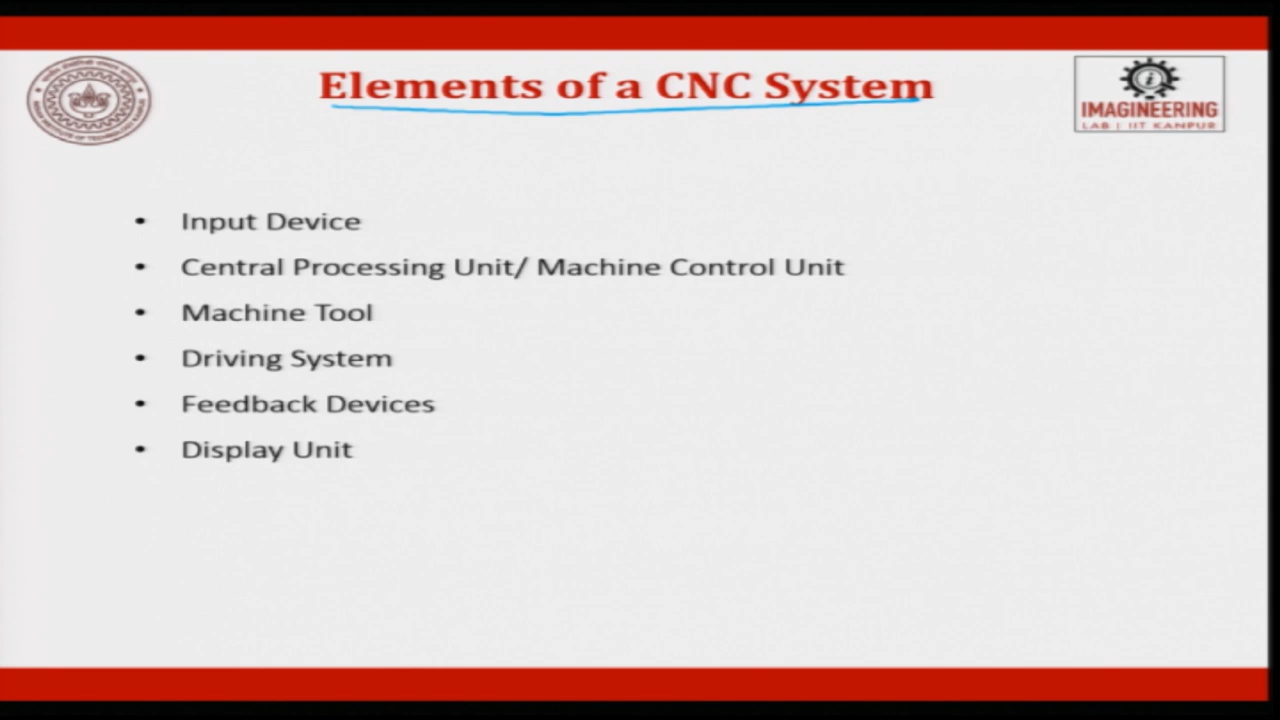 Elements of a CNC System
IMAGINEERING
LAB | IIT KANPUR
• Input Device
• Central Processing Unit/ Machine Control Unit
• Machine Tool
• Driving System
• Feedback Devices
• Display Unit